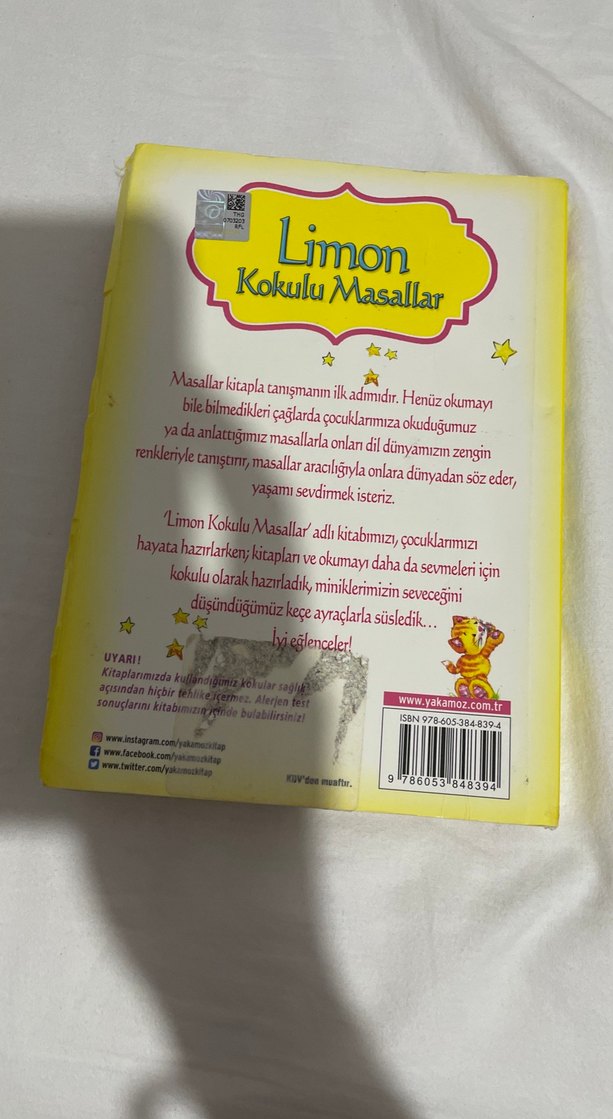 TMG
0703203
RFL
Limon
Kokulu Masallar
Masallar kitapla tanışmanın ilk adımıdır. Henüz okumayı
bile bilmedikleri çağlarda çocuklarımıza okuduğumuz
ya da anlattığımız masallarla onları dil dünyamızın zengin
renkleriyle tanıştırır, masallar aracılığıyla onlara dünyadan söz eder,
yaşamı sevdirmek isteriz.
‘Limon Kokulu Masallar’ adlı kitabımızı, çocuklarımızı
hayata hazırlarken; kitapları ve okumayı daha da sevmeleri için
kokulu olarak hazırladık, miniklerimizin seveceğini
düşündüğümüz keçe ayraçlarla süsledik...
İyi eğlenceler!
UYARI!
Kitaplarımızda kullandığımız kokular sağlık
açısından hiçbir tehlike içermez. Alerjen test
sonuçlarını kitabımızın içinde bulabilirsiniz!
www.instagram.com/yakamozkitap
www.facebook.com/yakamozkitap
www.twitter.com/yakamozkitap
KDV'den muaftır.
www.yakamoz.com.tr
ISBN 978-605-384-839-4
9 786053 848394